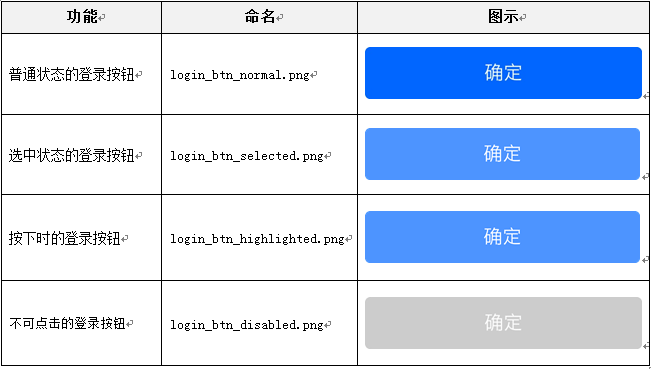 功能 命名 图示
普通状态的登录按钮 login_btn_normal.png 确定
选中状态的登录按钮 login_btn_selected.png 确定
按下时的登录按钮 login_btn_highlighted.png 确定
不可点击的登录按钮 login_btn_disabled.png 确定